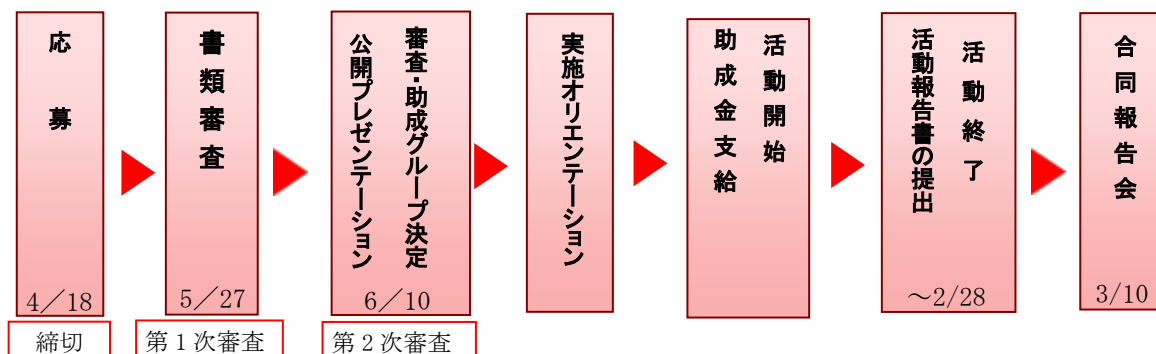 応募
4/18
締切
書類審査
5/27
第1次審査
審査・助成グループ決定
公開プレゼンテーション
6/10
第2次審査
実施オリエンテーション
活動開始
助成金支給
活動終了
活動報告書の提出
~2/28
合同報告会
3/10